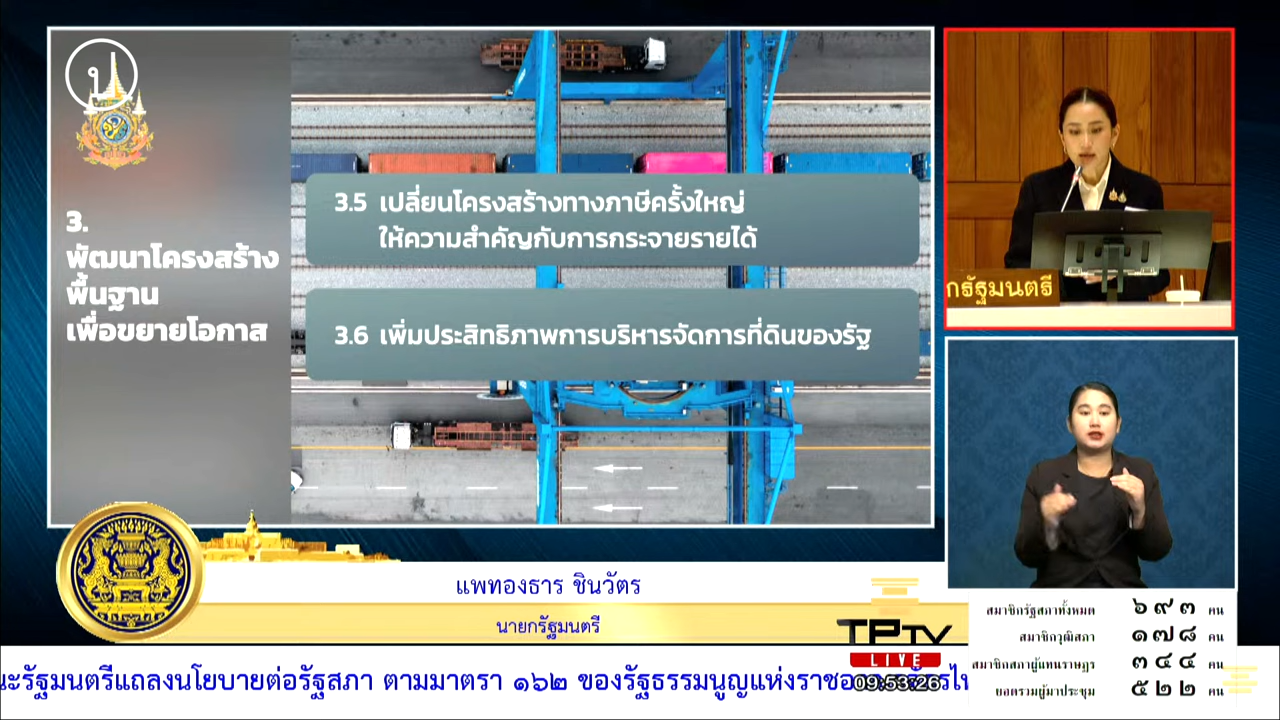 บ
3.
พัฒนาโครงสร้าง
พื้นฐาน
เพื่อขยายโอกาส
3.5 เปลี่ยนโครงสร้างทางภาษีครั้งใหญ่
ให้ความสำคัญกับการกระจายรายได้
3.6 เพิ่มประสิทธิภาพการบริหารจัดการที่ดินของรัฐ
กรัฐมนตรี
แพทองธาร ชินวัตร
นายกรัฐมนตรี
TPTV
LIVE
09:53:26
สมาชิกรัฐสภาทั้งหมด ๖๙๓ คน
สมาชิกวุฒิสภา ๑๗๘ คน
สมาชิกสภาผู้แทนราษฎร ๓๔๔ คน
ยอดรวมผู้มาประชุม ๕๒๒ คน
ณะรัฐมนตรีแถลงนโยบายต่อรัฐสภา ตามมาตรา ๑๖๒ ของรัฐธรรมนูญแห่งราชอา